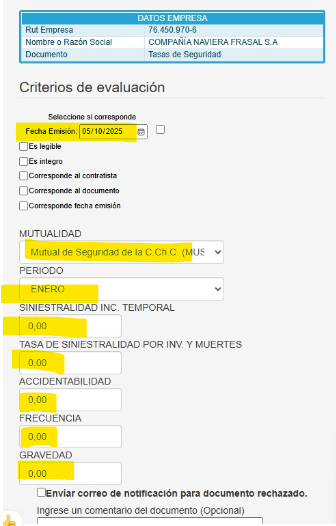 DATOS EMPRESA
Rut Empresa 76.450.970-6
Nombre o Razón Social COMPAÑÍA NAVIERA FRASAL S.A
Documento Tasas de Seguridad
Criterios de evaluación
Seleccione si corresponde
Fecha Emisión: 05/10/2025
Es legible
Es integro
Corresponde al contratista
Corresponde al documento
Corresponde fecha emisión
MUTUALIDAD
Mutual de Seguridad de la C.Ch.C. (MUS
PERIODO
ENERO
SINIESTRALIDAD INC. TEMPORAL
0,00
TASA DE SINIESTRALIDAD POR INV. Y MUERTES
0,00
ACCIDENTABILIDAD
0,00
FRECUENCIA
0,00
GRAVEDAD
0,00
Enviar correo de notificación para documento rechazado.
Ingrese un comentario del documento (Opcional)